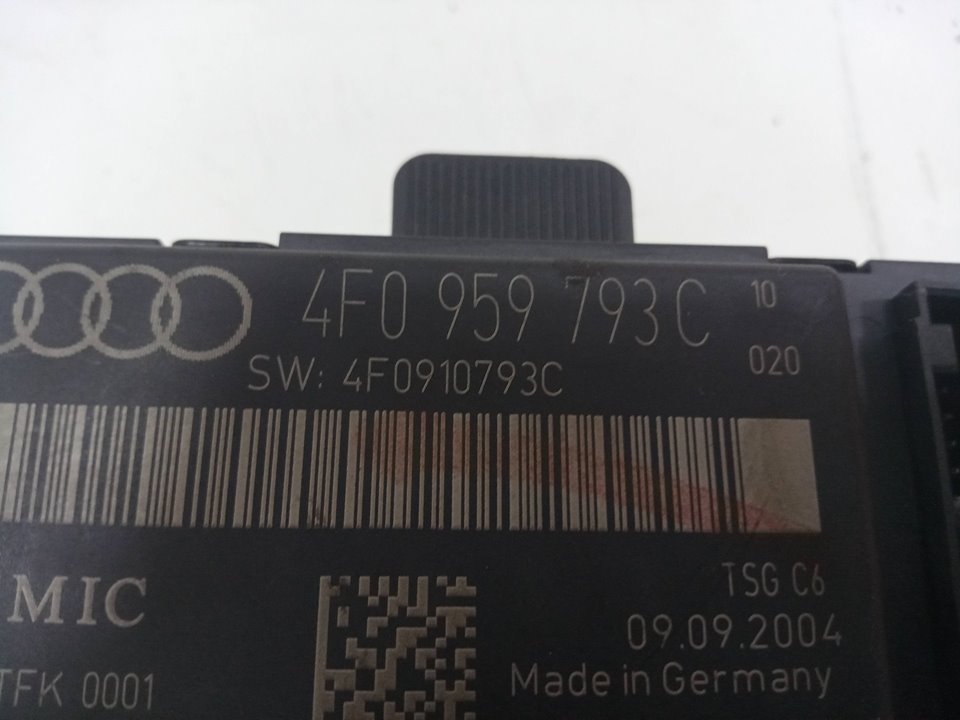 4F0 959 793C 10
020
SW: 4F0910793C
MIC
TSG C6
09.09.2004
TFK 0001
Made in Germany